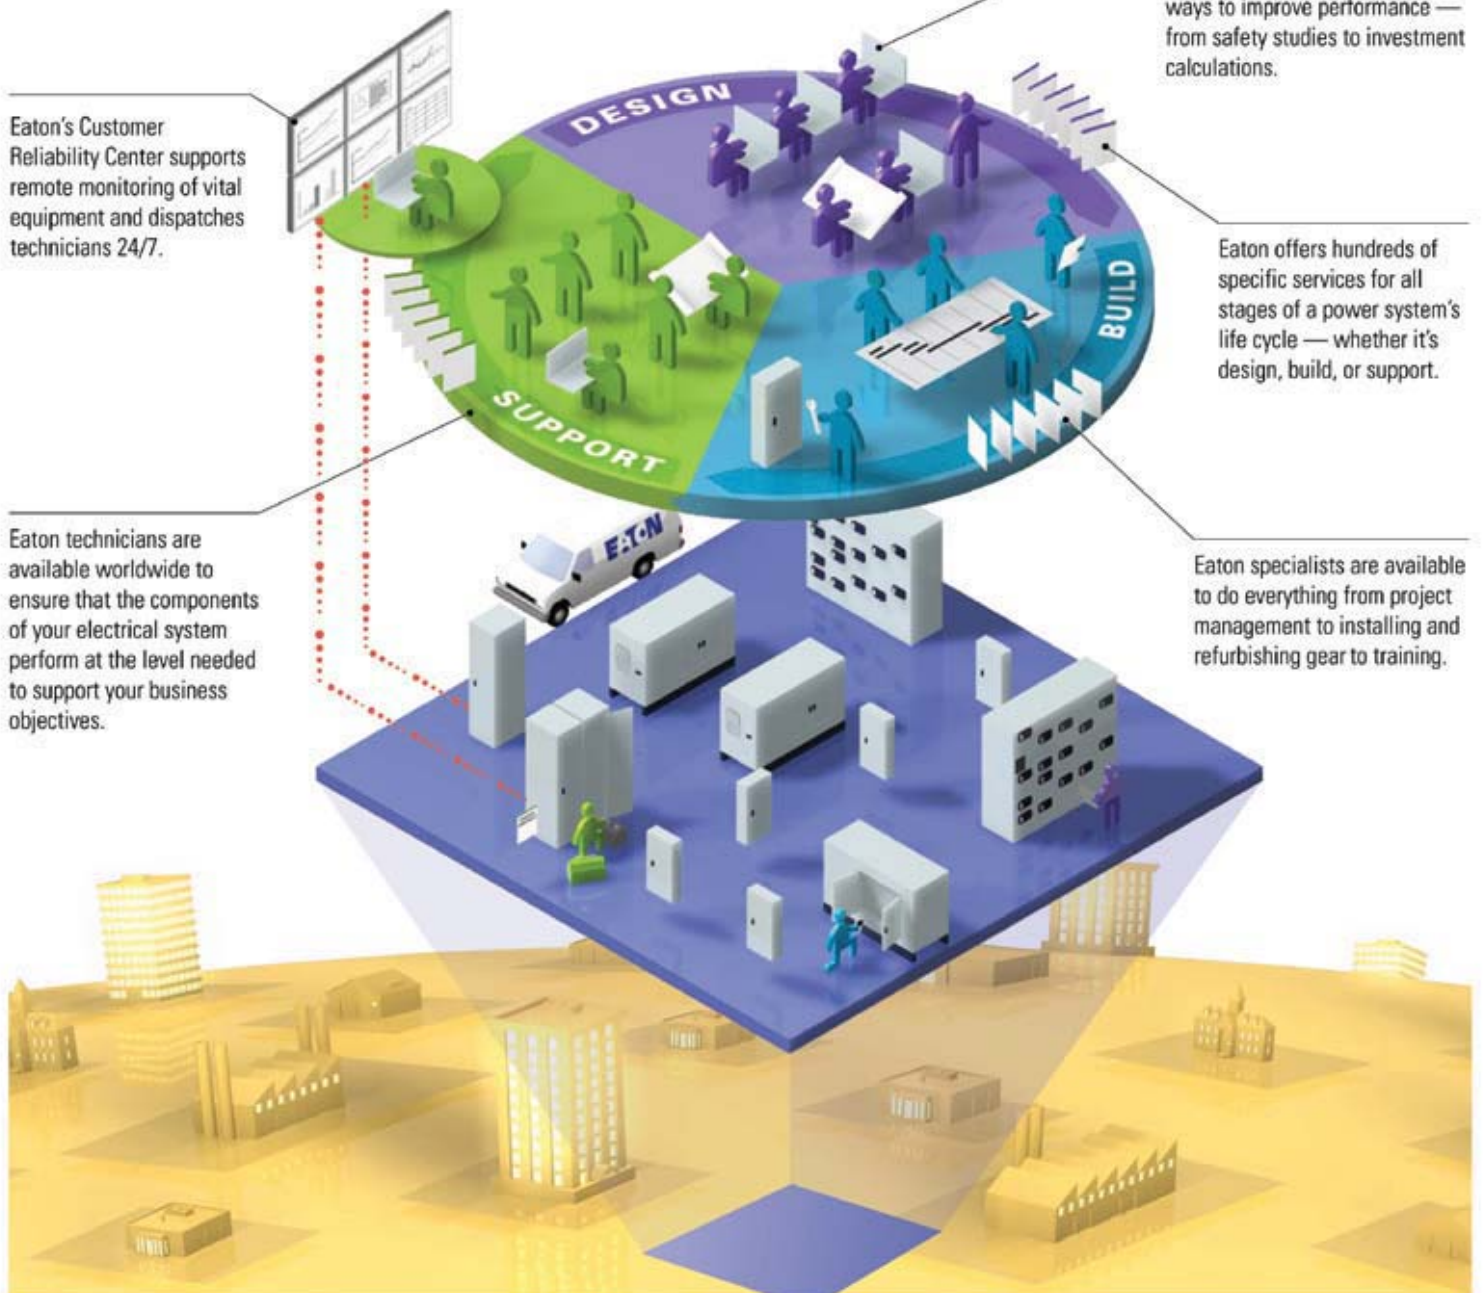 ways to improve performance —
from safety studies to investment
calculations.
Eaton's Customer
Reliability Center supports
remote monitoring of vital
equipment and dispatches
technicians 24/7.
DESIGN
BUILD
SUPPORT
Eaton offers hundreds of
specific services for all
stages of a power system's
life cycle — whether it's
design, build, or support.
Eaton technicians are
available worldwide to
ensure that the components
of your electrical system
perform at the level needed
to support your business
objectives.
EATON
Eaton specialists are available
to do everything from project
management to installing and
refurbishing gear to training.